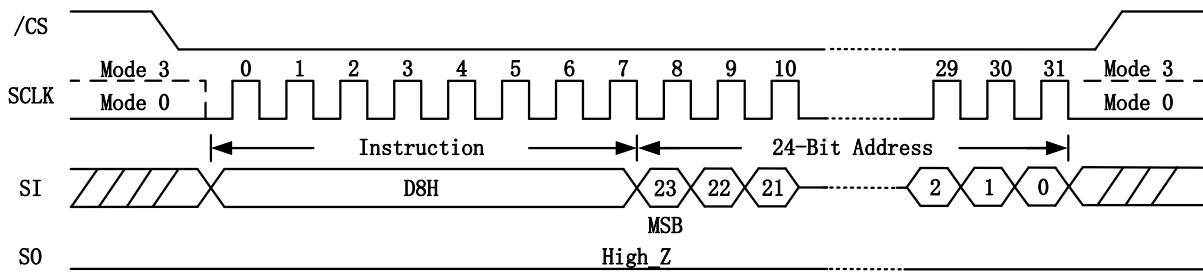 /CS
Mode 3 0 1 2 3 4 5 6 7 8 9 10 29 30 31 Mode 3
SCLK
Mode 0 Mode 0
Instruction 24-Bit Address
SI D8H 23 22 21 2 1 0
MSB
SO High_Z